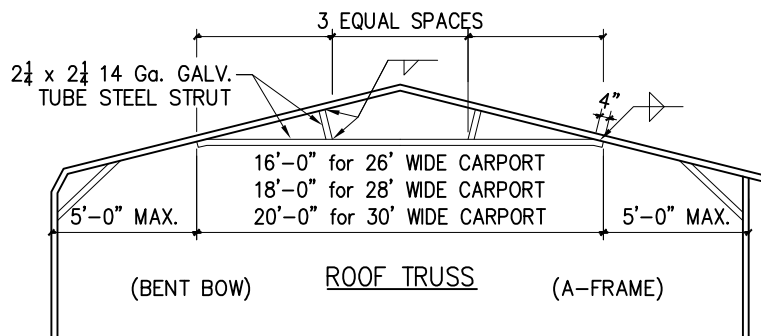 3 EQUAL SPACES
2¼ x 2¼ 14 Ga. GALV.
TUBE STEEL STRUT
4”
16’-0” for 26’ WIDE CARPORT
18’-0” for 28’ WIDE CARPORT
5’-0” MAX.
20’-0” for 30’ WIDE CARPORT
5’-0” MAX.
(BENT BOW)
ROOF TRUSS
(A-FRAME)